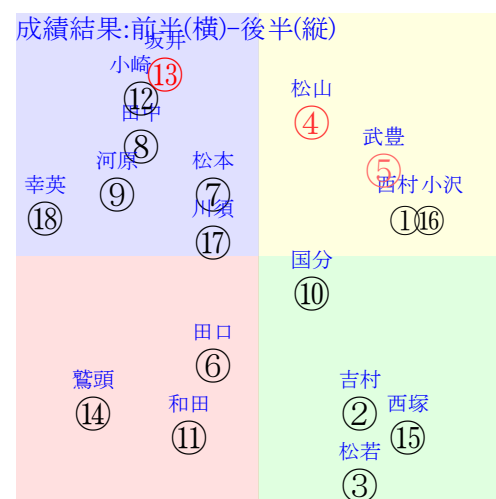 成績結果:前半(横)-後半(縦)
坂井
⑬
小崎
⑫
田中
⑧
松山
④
武豊
⑤
河原
⑨
松本
⑦
幸英
⑱
西村
①
小沢
⑯
川須
⑰
国分
⑩
田口
⑥
鷲頭
⑭
和田
⑪
吉村
②
西塚
⑮
松若
③